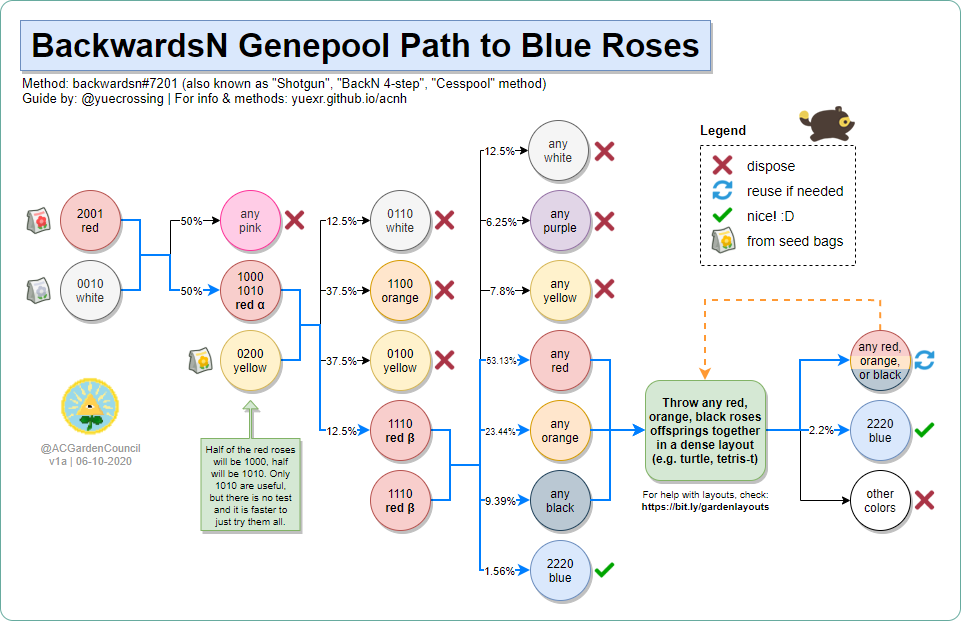 BackwardsN Genepool Path to Blue Roses
Method: backwardsn#7201 (also known as "Shotgun", "BackN 4-step", "Cesspool" method)
Guide by: @yuecrossing | For info & methods: yuexr.github.io/acnh
2001
red
0010
white
50%
any
pink
50%
1000
1010
red α
0200
yellow
Half of the red roses
will be 1000, half
will be 1010. Only
1010 are useful,
but there is no test
and it is faster to
just try them all.
@ACGardenCouncil
v1a | 06-10-2020
12.5%
0110
white
37.5%
1100
orange
37.5%
0100
yellow
12.5%
1110
red β
1110
red β
12.5%
any
white
6.25%
any
purple
7.8%
any
yellow
53.13%
any
red
23.44%
any
orange
9.39%
any
black
1.56%
2220
blue
Legend
dispose
reuse if needed
nice! :D
from seed bags
Throw any red,
orange, black roses
offsprings together
in a dense layout
(e.g. turtle, tetris-t)
For help with layouts, check:
https://bit.ly/gardenlayouts
any red,
orange,
or black
2.2%
2220
blue
other
colors